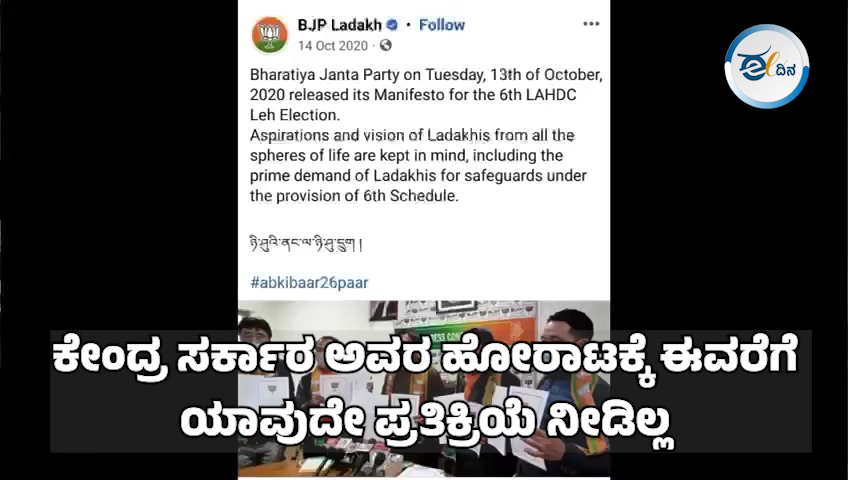 BJP Ladakh · Follow
14 Oct 2020 ·
ಈ ದಿನ
Bharatiya Janta Party on Tuesday, 13th of October,
2020 released its Manifesto for the 6th LAHDC
Leh Election.
Aspirations and vision of Ladakhis from all the
spheres of life are kept in mind, including the
prime demand of Ladakhis for safeguards under
the provision of 6th Schedule.
ཉི་ཤུའི་ནང་ལ་ཉི་ཤུ་དྲུག །
#abkibaar26paar
ಕೇಂದ್ರ ಸರ್ಕಾರ ಅವರ ಹೋರಾಟಕ್ಕೆ ಈವರೆಗೆ
ಯಾವುದೇ ಪ್ರತಿಕ್ರಿಯೆ ನೀಡಿಲ್ಲ